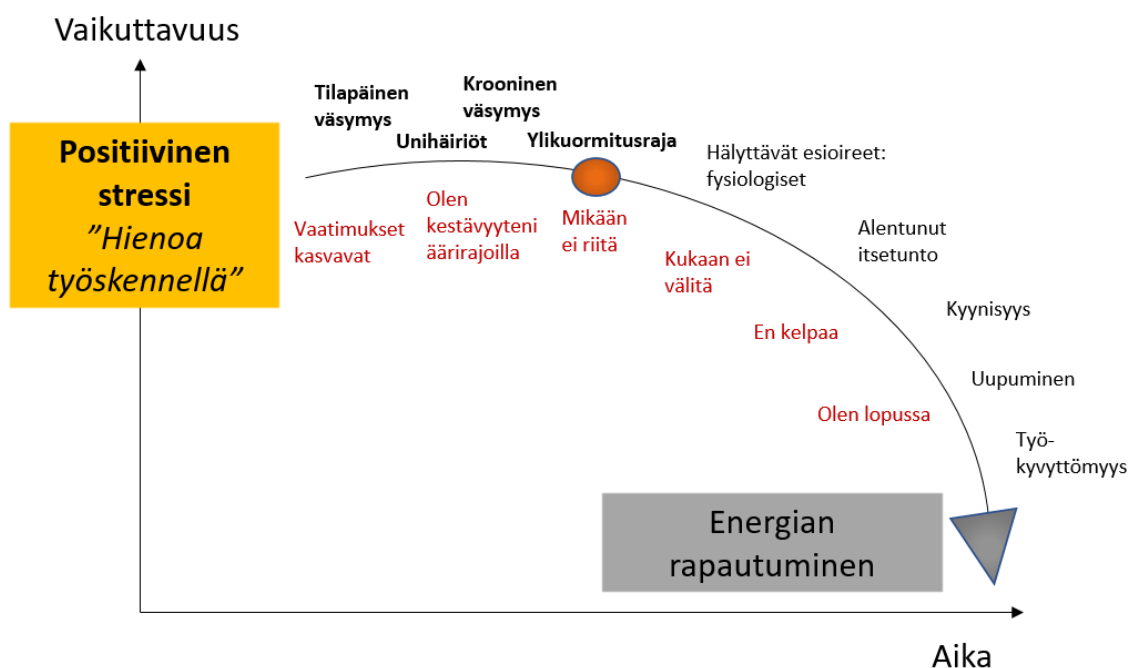 Vaikuttavuus
Positiivinen
stressi
”Hienoa
työskennellä”
Tilapäinen
väsymys
Unihäiriöt
Krooninen
väsymys
Ylikuormitusraja
Hälyttävät esioireet:
fysiologiset
Alentunut
itsetunto
Kyynisyys
Uupuminen
Työ-
kyvyttömyys
Vaatimukset
kasvavat
Olen
kestävyyteni
äärirajoilla
Mikään
ei riitä
Kukaan ei
välitä
En kelpaa
Olen lopussa
Energian
rapautuminen
Aika